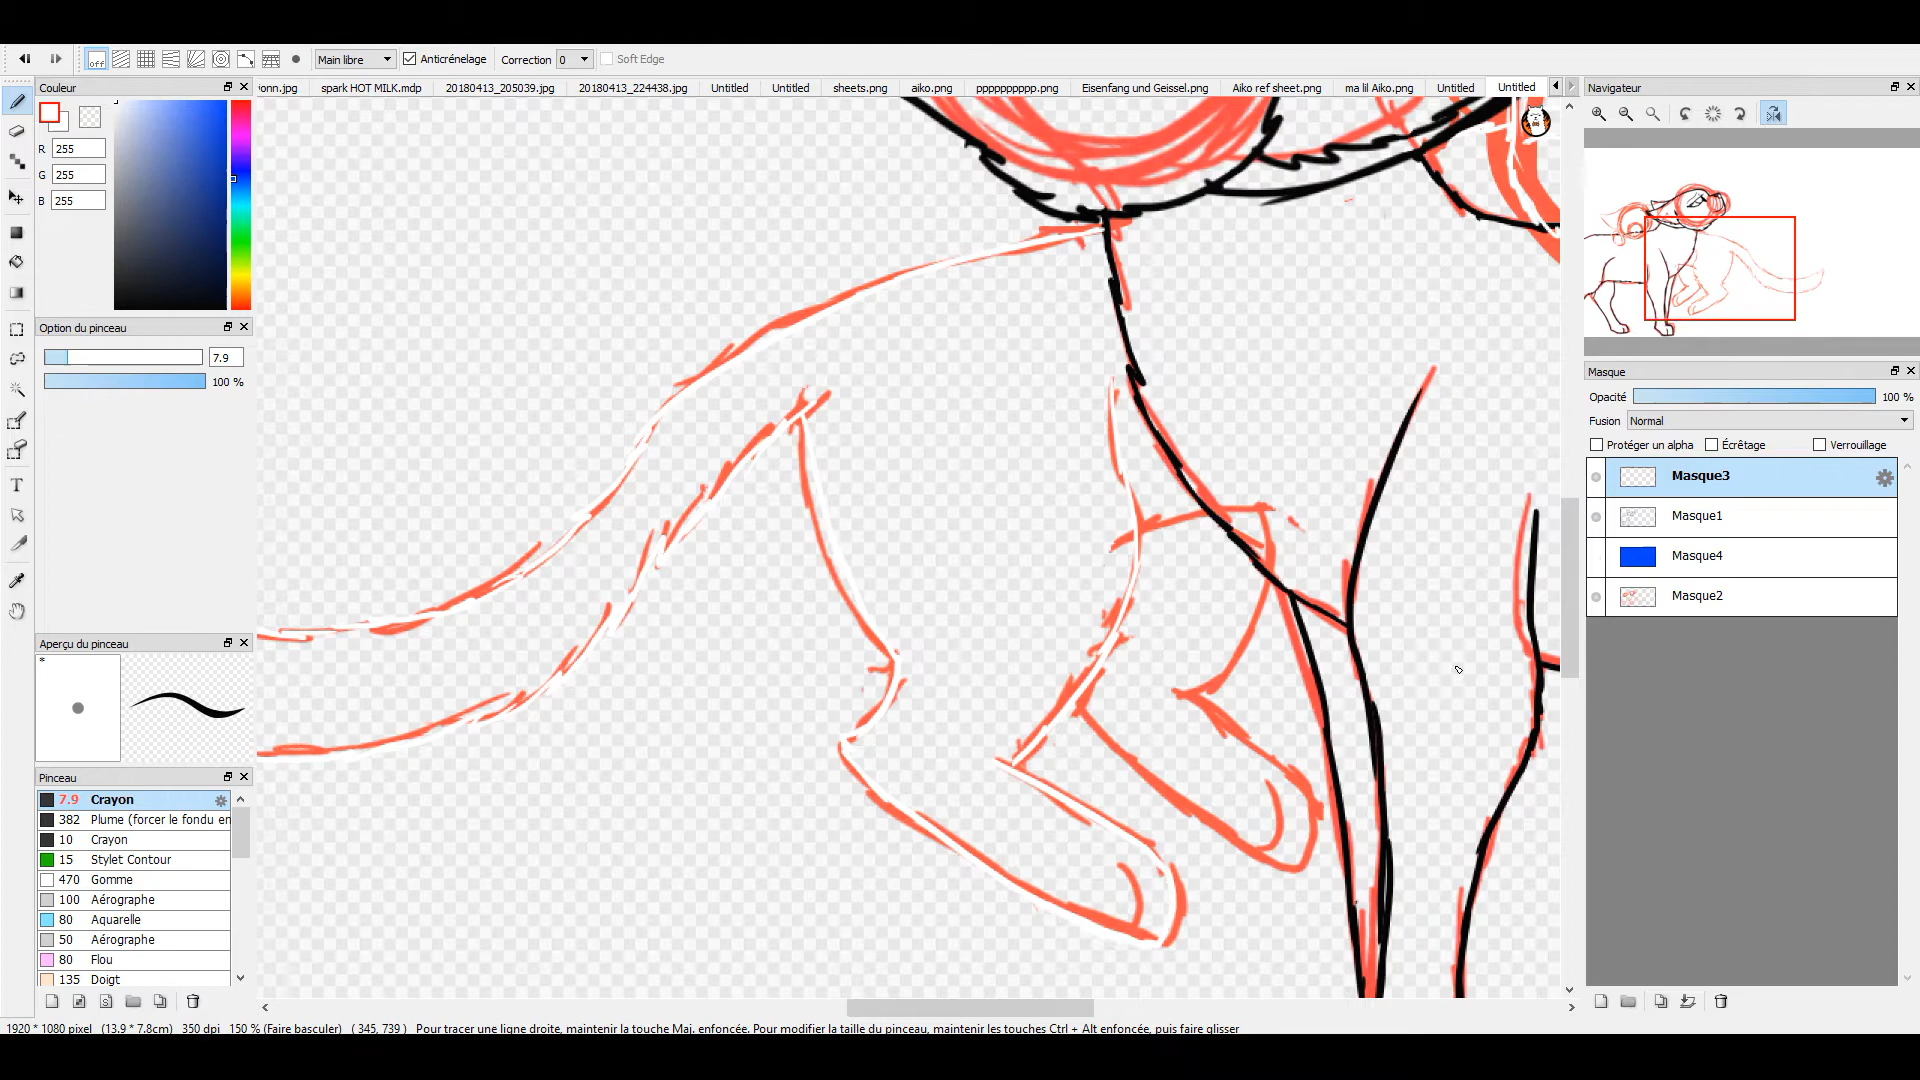 off
Main libre
Anticrénelage
Correction
0
Soft Edge
Couleur
onn.jpg
spark HOT MILK.mdp
20180413_205039.jpg
20180413_224438.jpg
Untitled
Untitled
sheets.png
aiko.png
pppppppppp.png
Eisenfang und Geissel.png
Aiko ref sheet.png
ma lil Aiko.png
Untitled
Untitled
Navigateur
R
255
G
255
B
255
Option du pinceau
7.9
100 %
Aperçu du pinceau
*
Pinceau
7.9 Crayon
382 Plume (forcer le fondu en
10 Crayon
15 Stylet Contour
470 Gomme
100 Aérographe
80 Aquarelle
50 Aérographe
80 Flou
135 Doigt
S
T
Masque
Opacité
100 %
Fusion
Normal
Protéger un alpha
Écrêtage
Verrouillage
Masque3
Masque1
Masque4
Masque2
1920 * 1080 pixel (13.9 * 7.8cm) 350 dpi 150 % (Faire basculer) ( 345, 739 ) Pour tracer une ligne droite, maintenir la touche Maj. enfoncée. Pour modifier la taille du pinceau, maintenir les touches Ctrl + Alt enfoncée, puis faire glisser